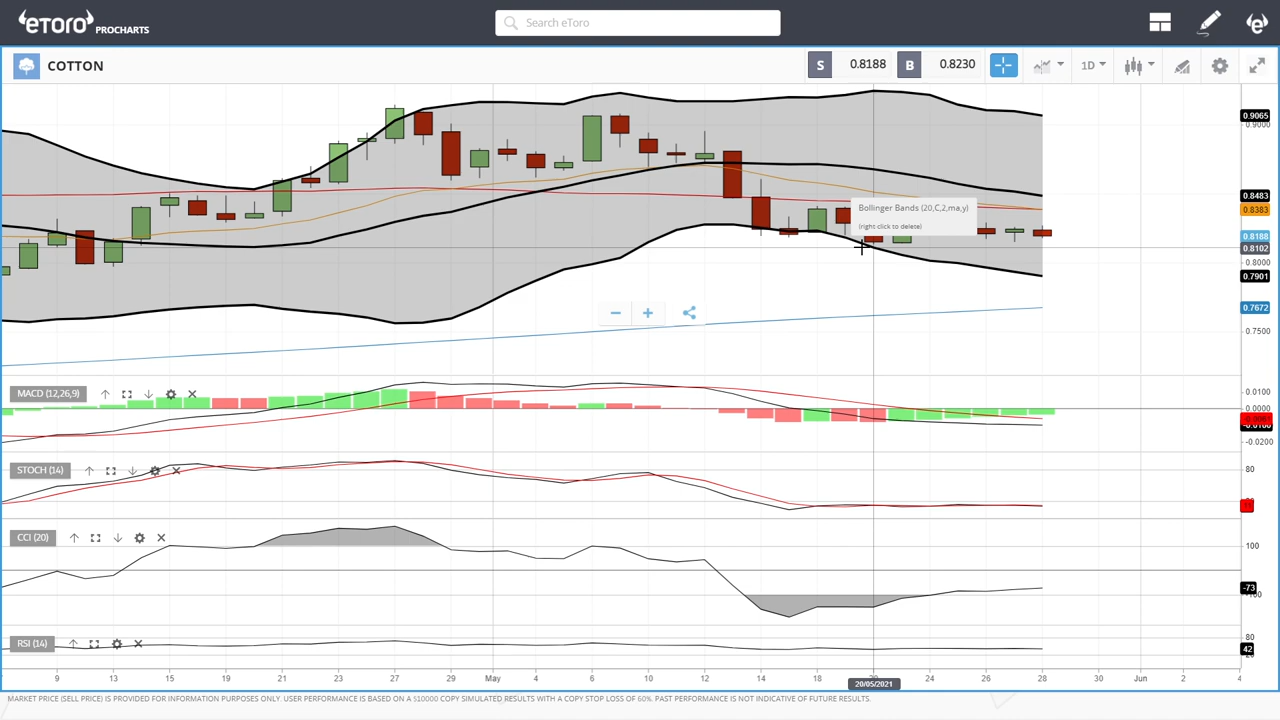 eToro PROCHARTS
Search eToro
COTTON
S 0.8188 B 0.8230
1D
0.9065
0.9000
0.8483
0.8383
0.8188
0.8102
0.8000
0.7901
0.7672
0.7500
Bollinger Bands (20,C,2,ma,y)
(right click to delete)
MACD (12,26,9)
0.0100
0.0000
-0.0200
STOCH (14)
80
CCI (20)
100
-73
RSI (14)
80
42
9 13 15 19 21 23 27 29 May 4 6 10 12 14 18 24 26 28 30 Jun 2 4
20/05/2021
MARKET PRICE (SELL PRICE) IS PROVIDED FOR INFORMATION PURPOSES ONLY. USER PERFORMANCE IS BASED ON A $10000 COPY SIMULATED RESULTS WITH A COPY STOP LOSS OF 60%. PAST PERFORMANCE IS NOT INDICATIVE OF FUTURE RESULTS.